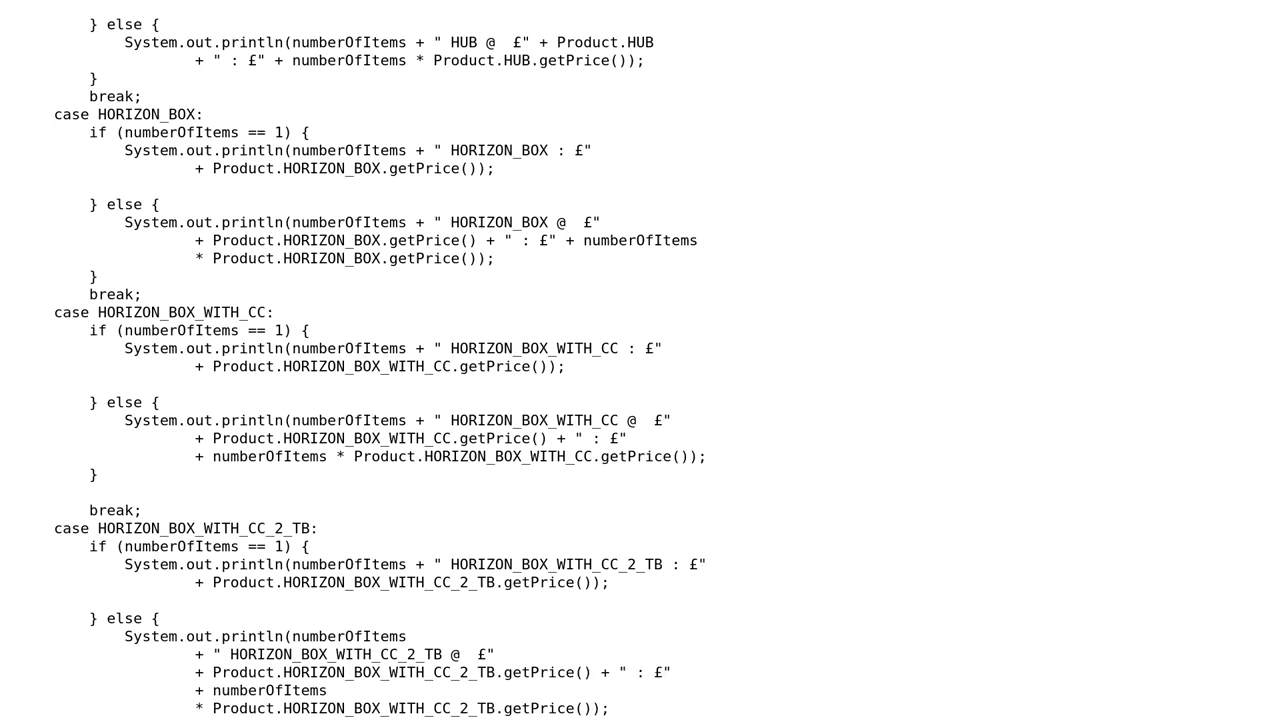 } else {
        System.out.println(numberOfItems + " HUB @  £" + Product.HUB
                + " : £" + numberOfItems * Product.HUB.getPrice());
    }
    break;
case HORIZON_BOX:
    if (numberOfItems == 1) {
        System.out.println(numberOfItems + " HORIZON_BOX : £"
                + Product.HORIZON_BOX.getPrice());

    } else {
        System.out.println(numberOfItems + " HORIZON_BOX @  £"
                + Product.HORIZON_BOX.getPrice() + " : £" + numberOfItems
                * Product.HORIZON_BOX.getPrice());
    }
    break;
case HORIZON_BOX_WITH_CC:
    if (numberOfItems == 1) {
        System.out.println(numberOfItems + " HORIZON_BOX_WITH_CC : £"
                + Product.HORIZON_BOX_WITH_CC.getPrice());

    } else {
        System.out.println(numberOfItems + " HORIZON_BOX_WITH_CC @  £"
                + Product.HORIZON_BOX_WITH_CC.getPrice() + " : £"
                + numberOfItems * Product.HORIZON_BOX_WITH_CC.getPrice());
    }

    break;
case HORIZON_BOX_WITH_CC_2_TB:
    if (numberOfItems == 1) {
        System.out.println(numberOfItems + " HORIZON_BOX_WITH_CC_2_TB : £"
                + Product.HORIZON_BOX_WITH_CC_2_TB.getPrice());

    } else {
        System.out.println(numberOfItems
                + " HORIZON_BOX_WITH_CC_2_TB @  £"
                + Product.HORIZON_BOX_WITH_CC_2_TB.getPrice() + " : £"
                + numberOfItems
                * Product.HORIZON_BOX_WITH_CC_2_TB.getPrice());